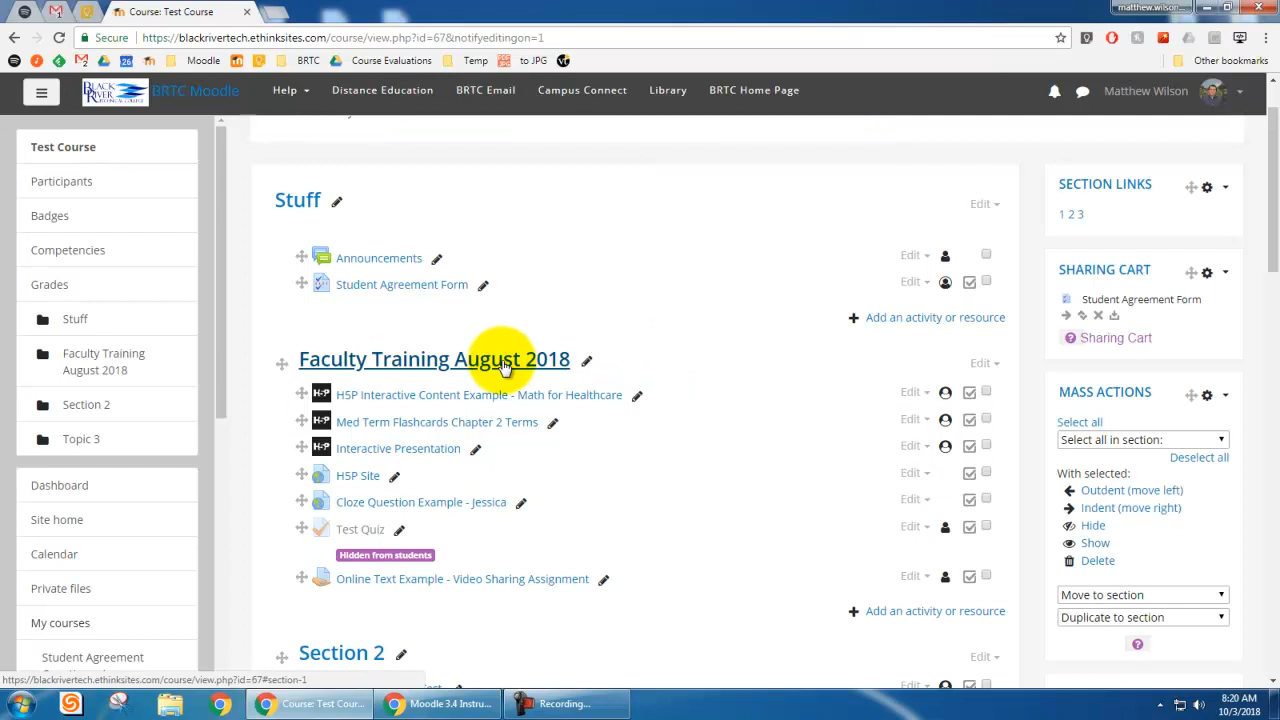 Course: Test Course
matthew.wilson...
Secure
https://blackrivertech.ethinksites.com/course/view.php?id=67&notifyeditingon=1
Moodle
BRTC
Course Evaluations
Temp
to JPG
Other bookmarks
BLACK RIVER
BRTC Moodle
Help
Distance Education
BRTC Email
Campus Connect
Library
BRTC Home Page
Matthew Wilson
Test Course
Participants
Badges
Competencies
Grades
Stuff
Faculty Training
August 2018
Section 2
Topic 3
Dashboard
Site home
Calendar
Private files
My courses
Student Agreement
Stuff
Edit
Announcements
Edit
Student Agreement Form
Edit
Add an activity or resource
Faculty Training August 2018
Edit
H5P Interactive Content Example - Math for Healthcare
Edit
Med Term Flashcards Chapter 2 Terms
Edit
Interactive Presentation
Edit
H5P Site
Edit
Cloze Question Example - Jessica
Edit
Test Quiz
Edit
Hidden from students
Online Text Example - Video Sharing Assignment
Edit
Add an activity or resource
Section 2
Edit
Edit
SECTION LINKS
1 2 3
SHARING CART
Student Agreement Form
Sharing Cart
MASS ACTIONS
Select all
Select all in section:
Deselect all
With selected:
Outdent (move left)
Indent (move right)
Hide
Show
Delete
Move to section
Duplicate to section
https://blackrivertech.ethinksites.com/course/view.php?id=67#section-1
Course: Test Cour...
Moodle 3.4 Instru...
Recording...
8:20 AM
10/3/2018